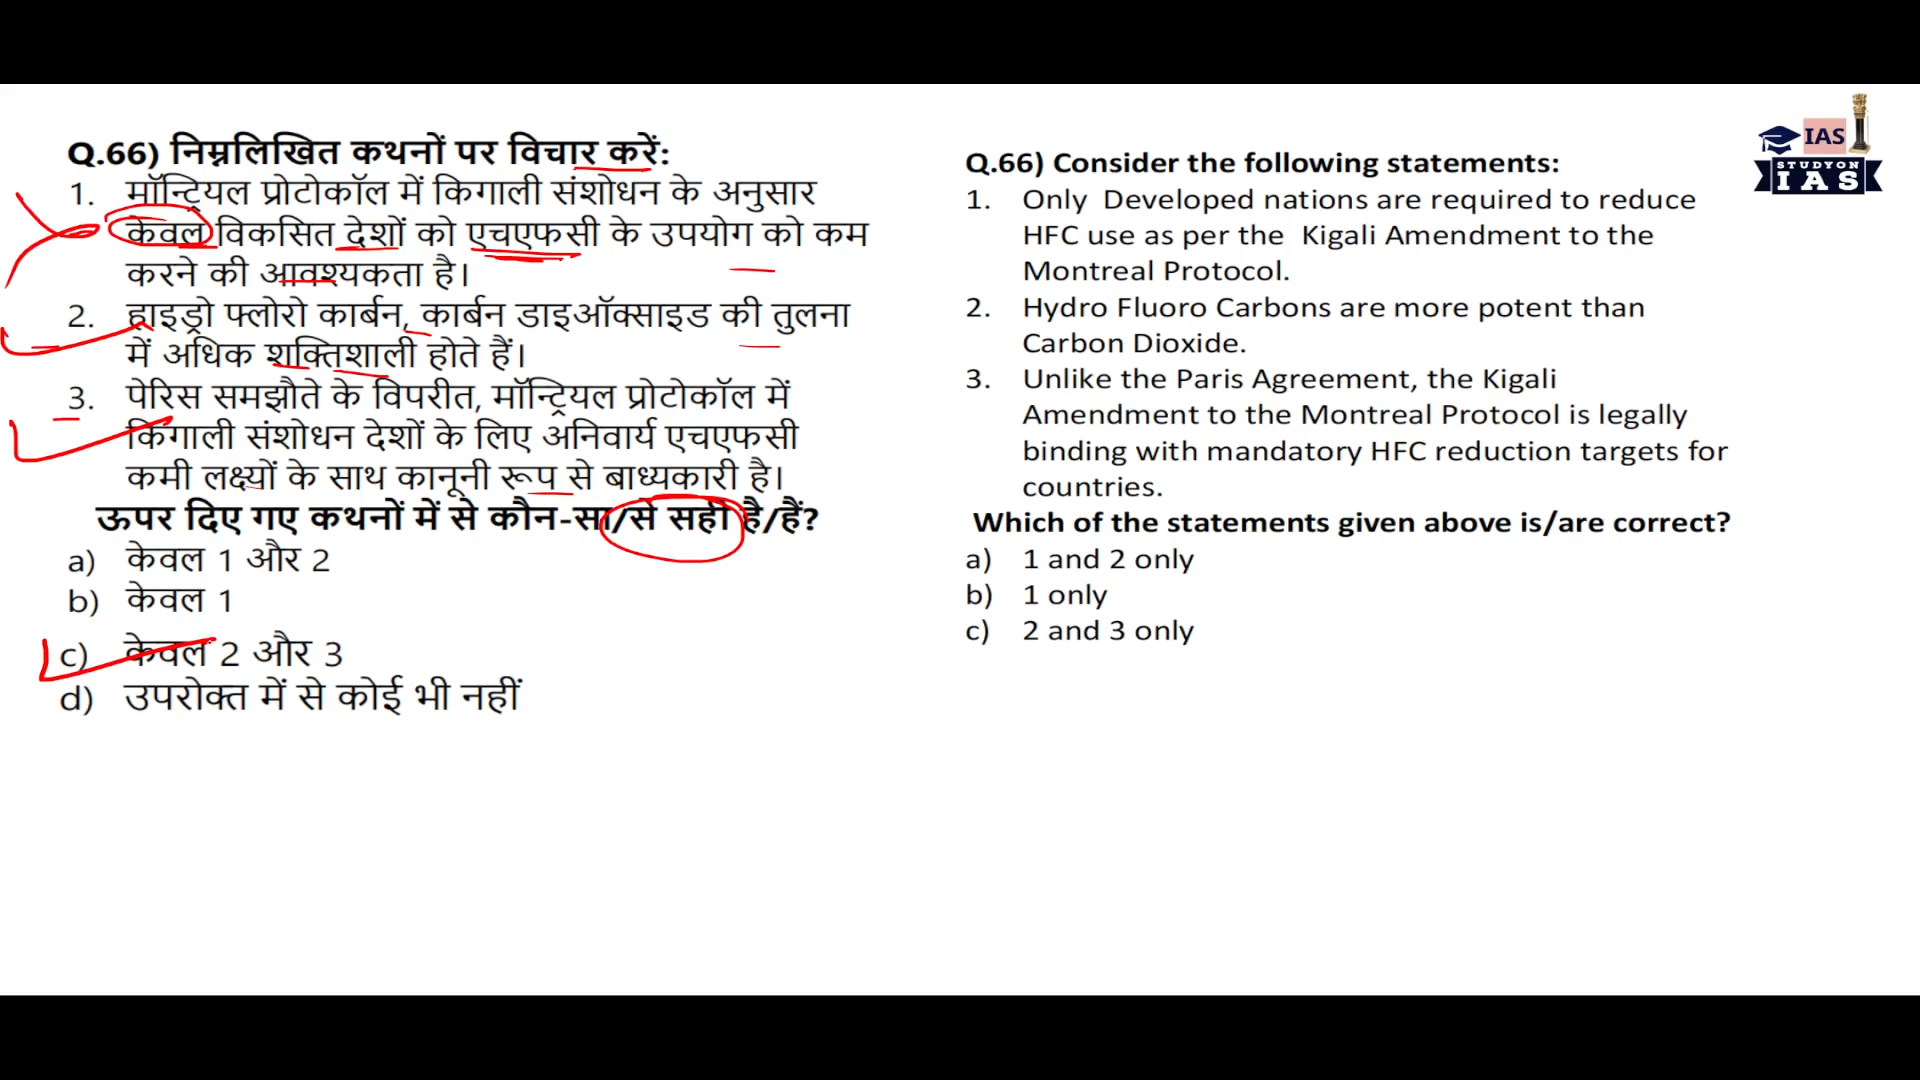 Q.66) निम्नलिखित कथनों पर विचार करें:
1. मॉन्ट्रियल प्रोटोकॉल में किगाली संशोधन के अनुसार
केवल विकसित देशों को एचएफसी के उपयोग को कम
करने की आवश्यकता है।
2. हाइड्रो फ्लोरो कार्बन, कार्बन डाइऑक्साइड की तुलना
में अधिक शक्तिशाली होते हैं।
3. पेरिस समझौते के विपरीत, मॉन्ट्रियल प्रोटोकॉल में
किगाली संशोधन देशों के लिए अनिवार्य एचएफसी
कमी लक्ष्यों के साथ कानूनी रूप से बाध्यकारी है।
ऊपर दिए गए कथनों में से कौन-सा/से सही है/हैं?
a) केवल 1 और 2
b) केवल 1
c) केवल 2 और 3
d) उपरोक्त में से कोई भी नहीं
Q.66) Consider the following statements:
1. Only Developed nations are required to reduce
HFC use as per the Kigali Amendment to the
Montreal Protocol.
2. Hydro Fluoro Carbons are more potent than
Carbon Dioxide.
3. Unlike the Paris Agreement, the Kigali
Amendment to the Montreal Protocol is legally
binding with mandatory HFC reduction targets for
countries.
Which of the statements given above is/are correct?
a) 1 and 2 only
b) 1 only
c) 2 and 3 only
IAS
STUDYON
IAS